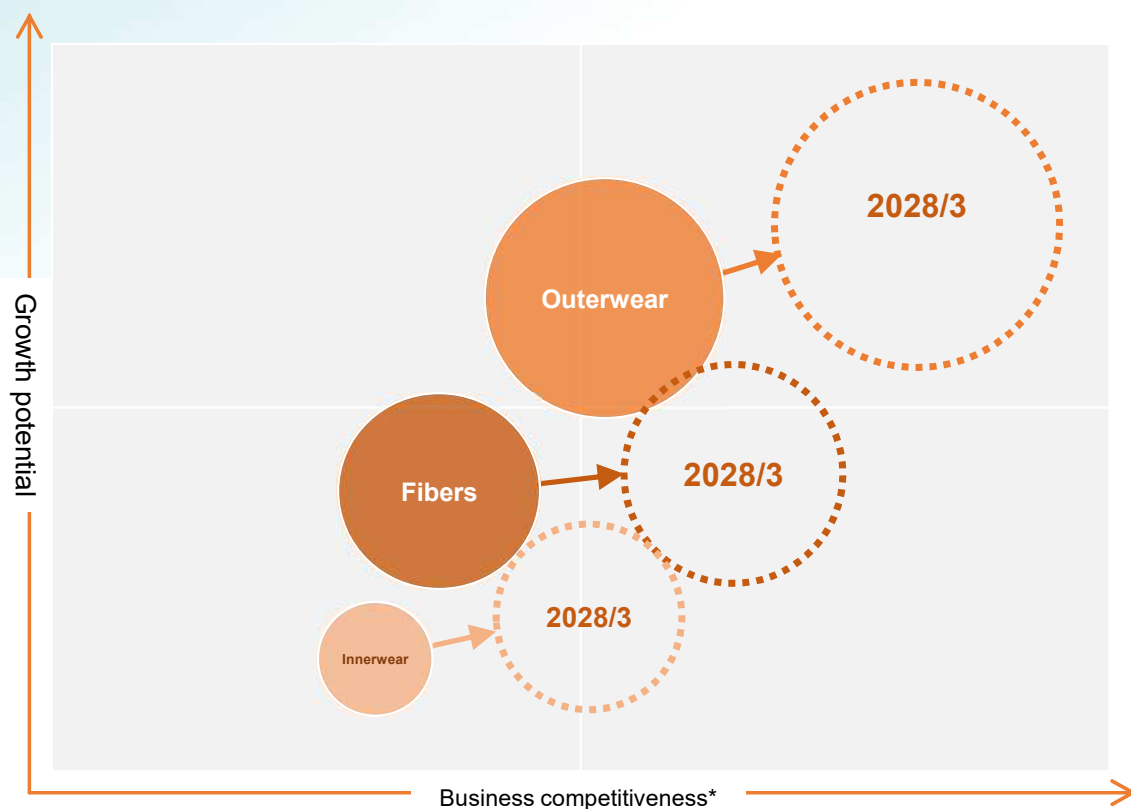 2028/3
Outerwear
Growth potential
2028/3
Fibers
2028/3
Innerwear
Business competitiveness*